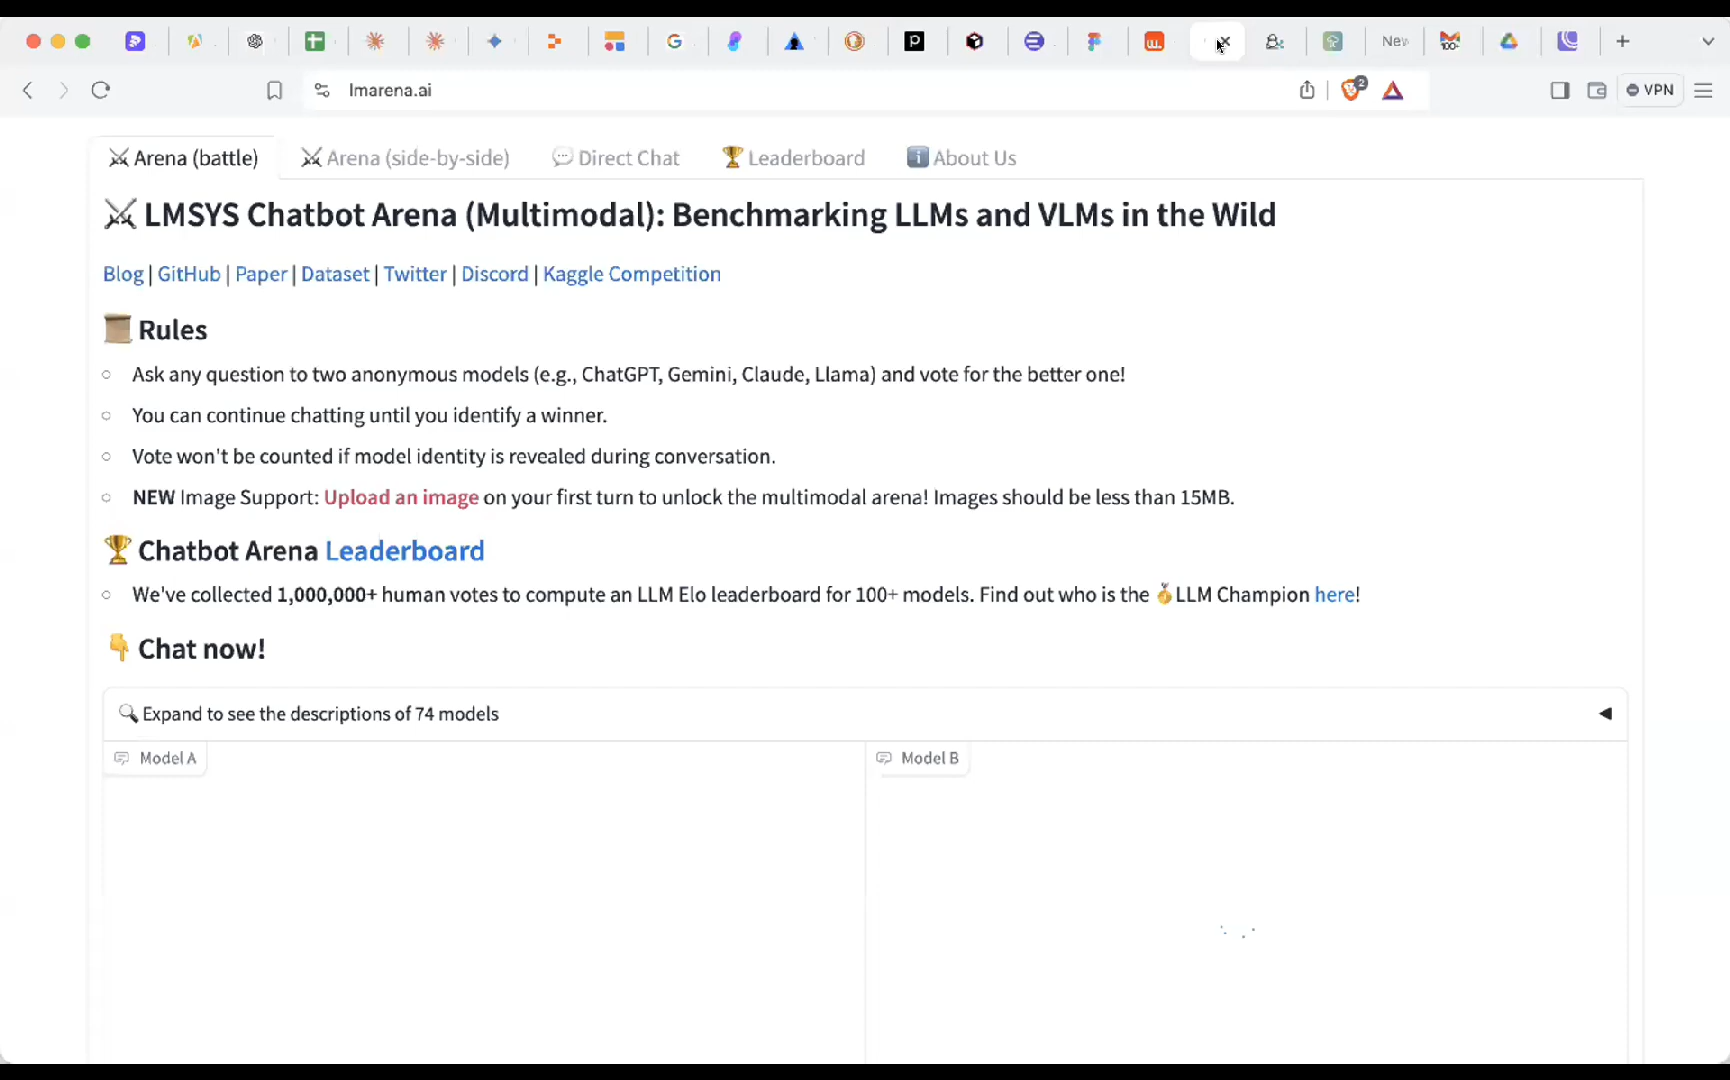 New
100
lmarena.ai
2
VPN
Arena (battle)
Arena (side-by-side)
Direct Chat
Leaderboard
About Us
LMSYS Chatbot Arena (Multimodal): Benchmarking LLMs and VLMs in the Wild
Blog | GitHub | Paper | Dataset | Twitter | Discord | Kaggle Competition
Rules
Ask any question to two anonymous models (e.g., ChatGPT, Gemini, Claude, Llama) and vote for the better one!
You can continue chatting until you identify a winner.
Vote won't be counted if model identity is revealed during conversation.
NEW Image Support: Upload an image on your first turn to unlock the multimodal arena! Images should be less than 15MB.
Chatbot Arena Leaderboard
We've collected 1,000,000+ human votes to compute an LLM Elo leaderboard for 100+ models. Find out who is the LLM Champion here!
Chat now!
Expand to see the descriptions of 74 models
Model A
Model B